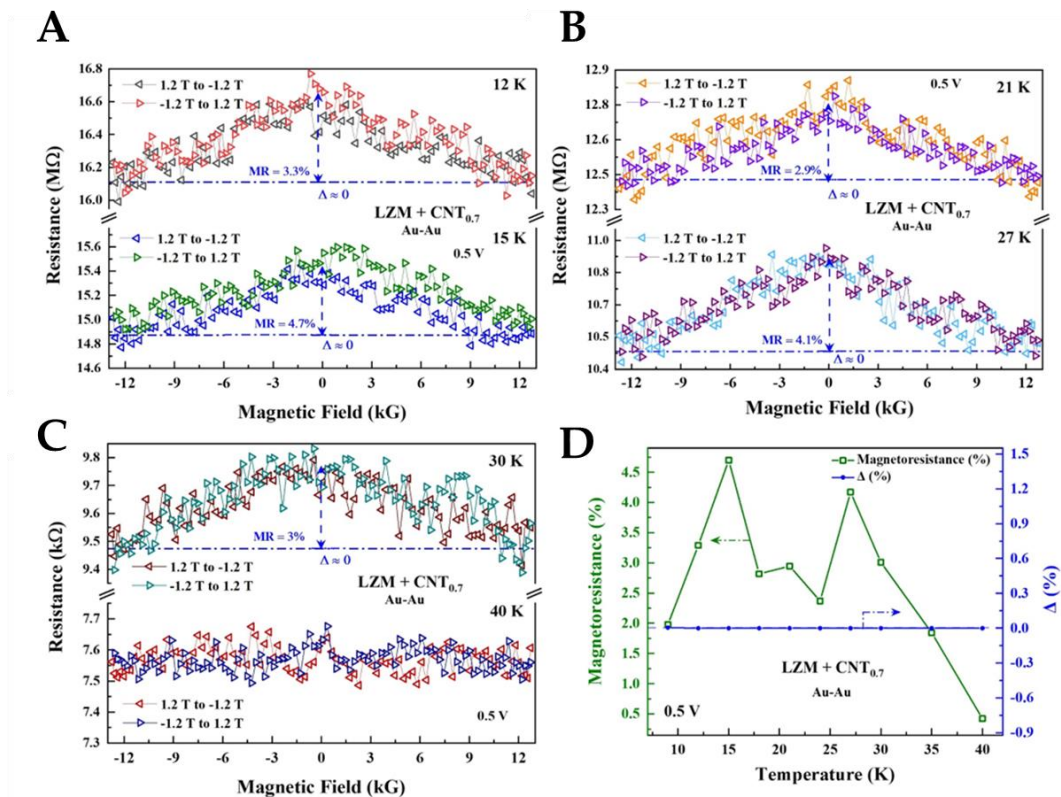 A
16.8
16.6
16.4
16.2
16.0
15.6
15.4
15.2
15.0
14.8
14.6
Resistance (MΩ)
1.2 T to -1.2 T
-1.2 T to 1.2 T
12 K
MR = 3.3%
Δ ≈ 0
LZM + CNT0.7
Au-Au
1.2 T to -1.2 T
-1.2 T to 1.2 T
15 K
0.5 V
MR = 4.7%
Δ ≈ 0
-12 -9 -6 -3 0 3 6 9 12
Magnetic Field (kG)
B
12.9
12.8
12.6
12.5
12.3
11.0
10.8
10.7
10.5
10.4
Resistance (MΩ)
1.2 T to -1.2 T
-1.2 T to 1.2 T
0.5 V
21 K
MR = 2.9%
Δ ≈ 0
LZM + CNT0.7
Au-Au
1.2 T to -1.2 T
-1.2 T to 1.2 T
27 K
MR = 4.1%
Δ ≈ 0
-12 -9 -6 -3 0 3 6 9 12
Magnetic Field (kG)
C
9.8
9.7
9.5
9.4
7.7
7.6
7.5
7.3
Resistance (kΩ)
30 K
MR = 3%
Δ ≈ 0
1.2 T to -1.2 T
-1.2 T to 1.2 T
LZM + CNT0.7
Au-Au
40 K
1.2 T to -1.2 T
-1.2 T to 1.2 T
0.5 V
-12 -9 -6 -3 0 3 6 9 12
Magnetic Field (kG)
D
4.5
4.0
3.5
3.0
2.5
2.0
1.5
1.0
0.5
Magnetoresistance (%)
Magnetoresistance (%)
Δ (%)
1.5
1.2
0.9
0.6
0.3
0.0
-0.3
-0.6
-0.9
Δ (%)
LZM + CNT0.7
Au-Au
0.5 V
10 15 20 25 30 35 40
Temperature (K)